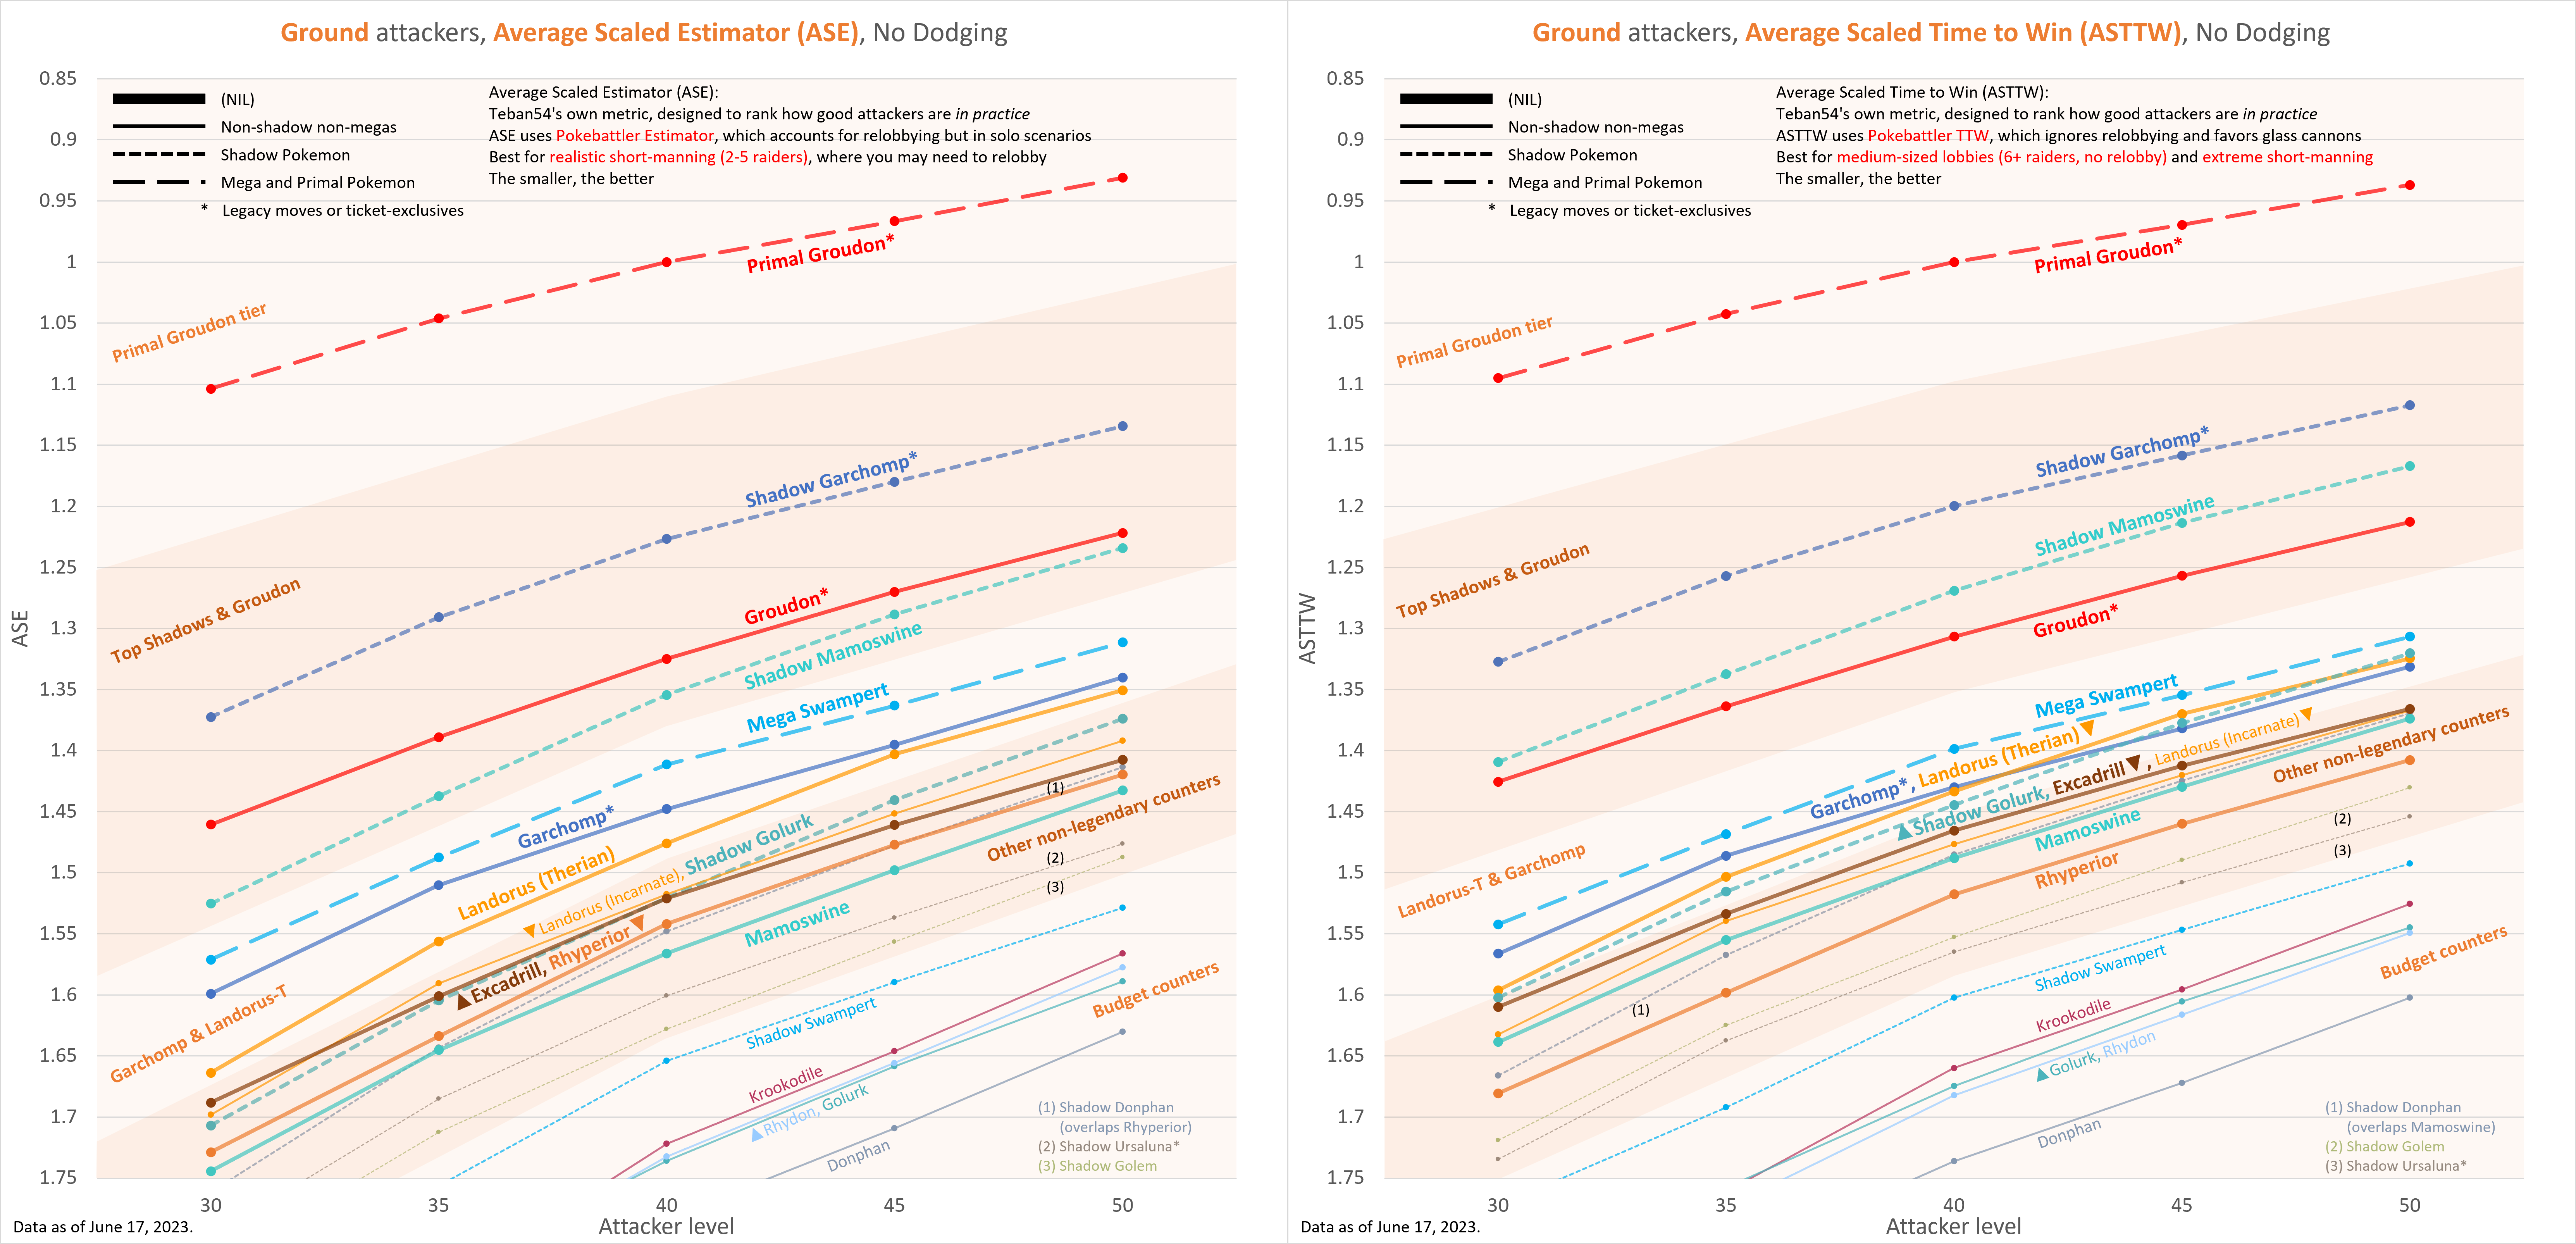 Ground attackers, Average Scaled Estimator (ASE), No Dodging
(NIL)
Non-shadow non-megas
Shadow Pokemon
Mega and Primal Pokemon
* Legacy moves or ticket-exclusives
Average Scaled Estimator (ASE):
Teban54's own metric, designed to rank how good attackers are in practice
ASE uses Pokebattler Estimator, which accounts for relobbying but in solo scenarios
Best for realistic short-manning (2-5 raiders), where you may need to relobby
The smaller, the better
0.85
0.9
0.95
1
1.05
1.1
1.15
1.2
1.25
1.3
1.35
1.4
1.45
1.5
1.55
1.6
1.65
1.7
1.75
ASE
Primal Groudon*
Primal Groudon tier
Shadow Garchomp*
Top Shadows & Groudon
Groudon*
Shadow Mamoswine
Mega Swampert
Garchomp*
Landorus (Therian)
▼ Landorus (Incarnate), Shadow Golurk
▲Excadrill, Rhyperior▼
Mamoswine
(1)
Other non-legendary counters
(2)
(3)
Garchomp & Landorus-T
Shadow Swampert
Budget counters
Krookodile
▲Rhydon, Golurk
Donphan
(1) Shadow Donphan
(overlaps Rhyperior)
(2) Shadow Ursaluna*
(3) Shadow Golem
30 35 40 45 50
Attacker level
Data as of June 17, 2023.
Ground attackers, Average Scaled Time to Win (ASTTW), No Dodging
(NIL)
Non-shadow non-megas
Shadow Pokemon
Mega and Primal Pokemon
* Legacy moves or ticket-exclusives
Average Scaled Time to Win (ASTTW):
Teban54's own metric, designed to rank how good attackers are in practice
ASTTW uses Pokebattler TTW, which ignores relobbying and favors glass cannons
Best for medium-sized lobbies (6+ raiders, no relobby) and extreme short-manning
The smaller, the better
0.85
0.9
0.95
1
1.05
1.1
1.15
1.2
1.25
1.3
1.35
1.4
1.45
1.5
1.55
1.6
1.65
1.7
1.75
ASTTW
Primal Groudon*
Primal Groudon tier
Shadow Garchomp*
Shadow Mamoswine
Top Shadows & Groudon
Groudon*
Mega Swampert
Garchomp*, Landorus (Therian)▼
▲Shadow Golurk, Excadrill▼, Landorus (Incarnate)▼
Other non-legendary counters
Mamoswine
Rhyperior
(2)
(3)
Landorus-T & Garchomp
(1)
Shadow Swampert
Budget counters
Krookodile
▲Golurk, Rhydon
Donphan
(1) Shadow Donphan
(overlaps Mamoswine)
(2) Shadow Golem
(3) Shadow Ursaluna*
30 35 40 45 50
Attacker level
Data as of June 17, 2023.